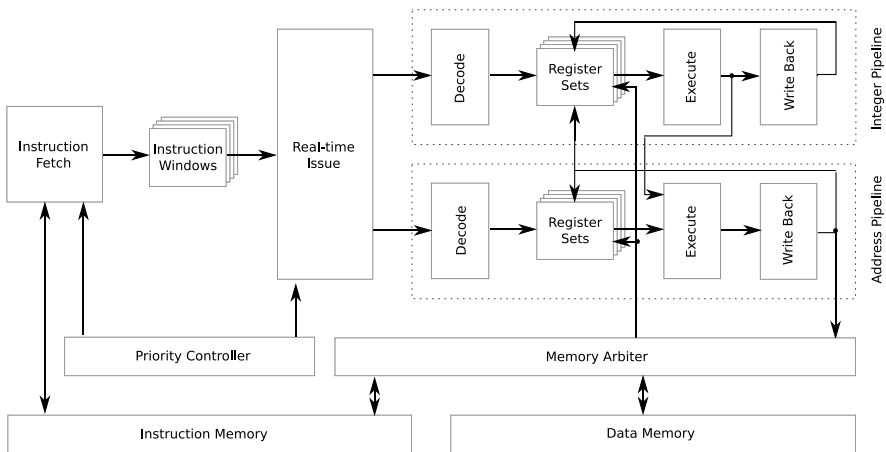 Instruction
Fetch
Instruction
Windows
Real-time
Issue
Decode
Register
Sets
Execute
Write Back
Integer Pipeline
Decode
Register
Sets
Execute
Write Back
Address Pipeline
Priority Controller
Memory Arbiter
Instruction Memory
Data Memory